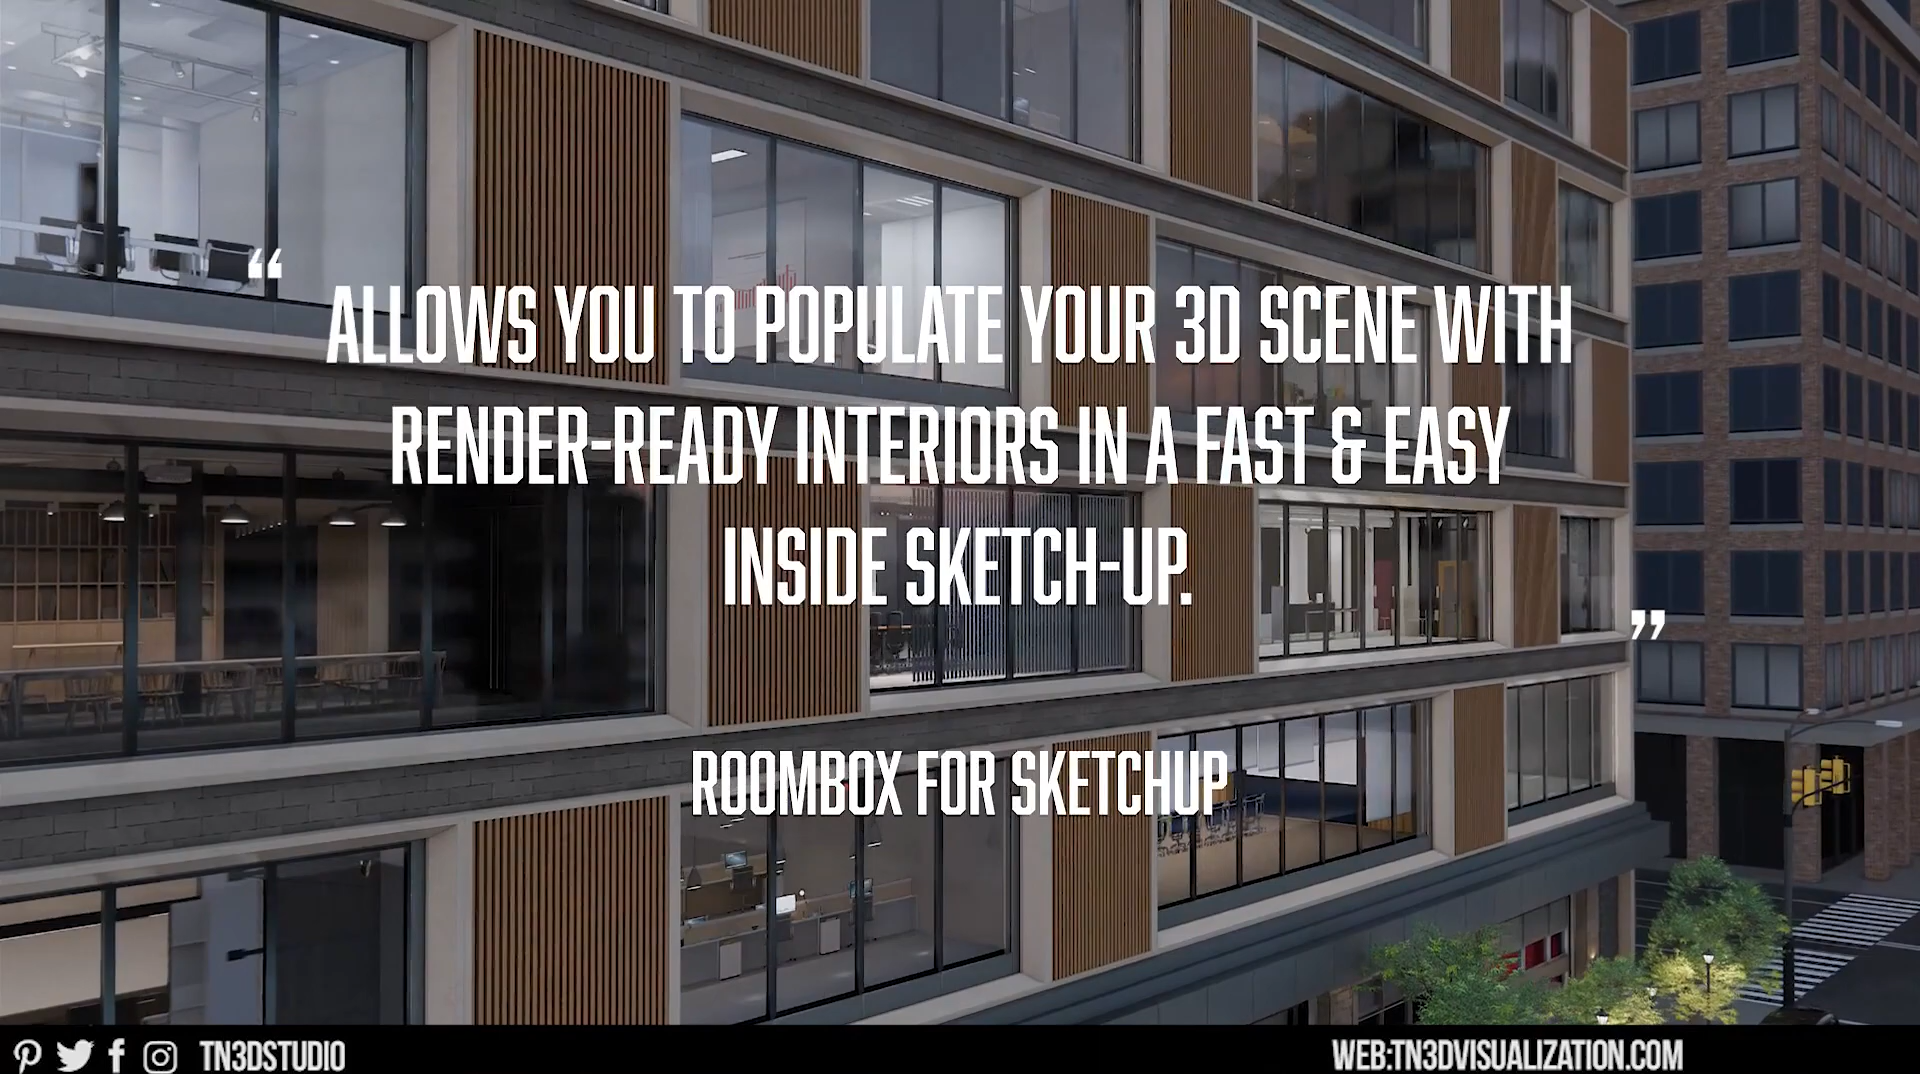 “
ALLOWS YOU TO POPULATE YOUR 3D SCENE WITH
RENDER-READY INTERIORS IN A FAST & EASY
INSIDE SKETCH-UP.
”
ROOMBOX FOR SKETCHUP
TN3DSTUDIO
WEB:TN3DVISUALIZATION.COM